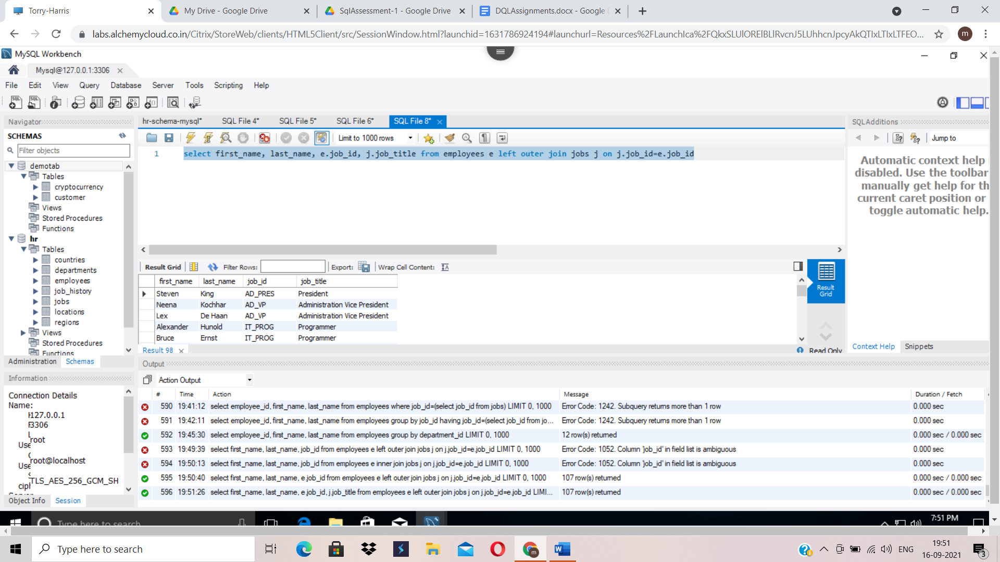 Torry-Harris
My Drive - Google Drive
SqlAssessment-1 - Google Drive
DQLAssignments.docx - Google
labs.alchemycloud.co.in/Citrix/StoreWeb/clients/HTML5Client/src/SessionWindow.html?launchid=1631786924194#launchurl=Resources%2FLaunchIca%2FQkxSLUlORElBLlRvcnJ5LUhhcnJpcyAkQTIxLTIxLTFEO...
m
MySQL Workbench
Mysql@127.0.0.1:3306
File Edit View Query Database Server Tools Scripting Help
Navigator
SCHEMAS
Filter objects
demotab
Tables
cryptocurrency
customer
Views
Stored Procedures
Functions
hr
Tables
countries
departments
employees
job_history
jobs
locations
regions
Views
Stored Procedures
Functions
Administration Schemas
Information
Connection Details
Name:
127.0.0.1
3306
root
Use
root@localhost
Use
TLS_AES_256_GCM_SH
ciph
Object Info Session
hr-schema-mysql* SQL File 4* SQL File 5* SQL File 6* SQL File 8*
Limit to 1000 rows
1 select first_name, last_name, e.job_id, j.job_title from employees e left outer join jobs j on j.job_id=e.job_id
Result Grid Filter Rows: Export: Wrap Cell Content:
first_name last_name job_id job_title
Steven King AD_PRES President
Neena Kochhar AD_VP Administration Vice President
Lex De Haan AD_VP Administration Vice President
Alexander Hunold IT_PROG Programmer
Bruce Ernst IT_PROG Programmer
Result Grid
Result 98
Read Only
SQLAdditions
Jump to
Automatic context help
disabled. Use the toolbar
manually get help for th
current caret position or
toggle automatic help.
Context Help Snippets
Output
Action Output
# Time Action Message Duration / Fetch
590 19:41:12 select employee_id, first_name, last_name from employees where job_id=(select job_id from jobs) LIMIT 0, 1000 Error Code: 1242. Subquery returns more than 1 row 0.000 sec
591 19:42:11 select employee_id, first_name, last_name from employees group by job_id having job_id=(select job_id from jo... Error Code: 1242. Subquery returns more than 1 row 0.000 sec
592 19:45:30 select employee_id, first_name, last_name from employees group by department_id LIMIT 0, 1000 12 row(s) returned 0.000 sec / 0.000 sec
593 19:49:39 select first_name, last_name, job_id from employees e left outer join jobs j on j.job_id=e.job_id LIMIT 0, 1000 Error Code: 1052. Column 'job_id' in field list is ambiguous 0.000 sec
594 19:50:13 select first_name, last_name, job_id from employees e inner join jobs j on j.job_id=e.job_id LIMIT 0, 1000 Error Code: 1052. Column 'job_id' in field list is ambiguous 0.000 sec
595 19:50:40 select first_name, last_name, e.job_id from employees e left outer join jobs j on j.job_id=e.job_id LIMIT 0, 1000 107 row(s) returned 0.000 sec / 0.000 sec
596 19:51:26 select first_name, last_name, e.job_id, j.job_title from employees e left outer join jobs j on j.job_id=e.job_id LIMI... 107 row(s) returned 0.000 sec / 0.000 sec
Type here to search
7:51 PM
Type here to search
ENG
19:51
16-09-2021
3